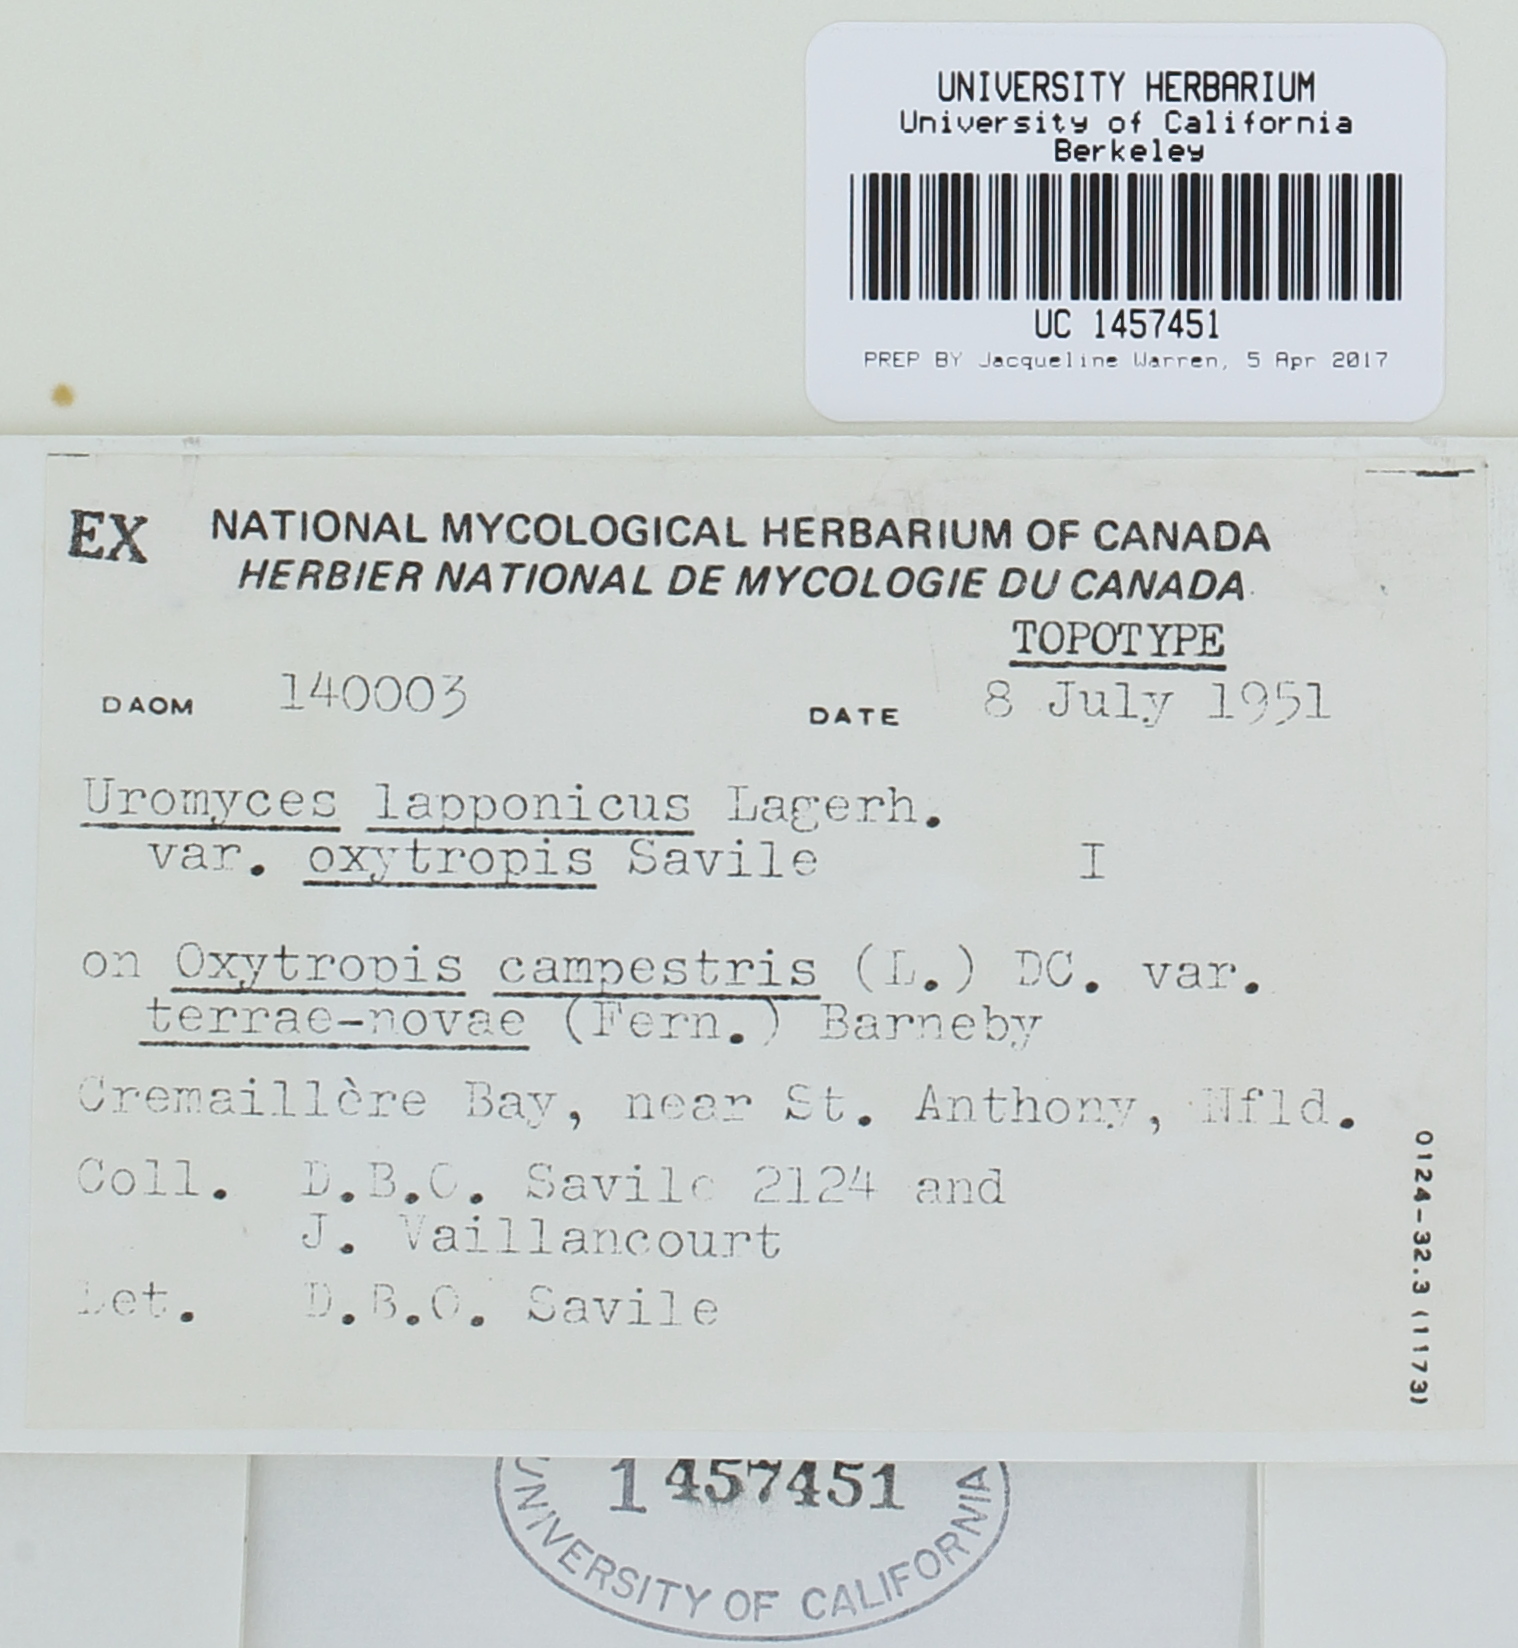 UNIVERSITY HERBARIUM
University of California
Berkeley
UC 1457451
PREP BY Jacqueline Warren, 5 Apr 2017
EX NATIONAL MYCOLOGICAL HERBARIUM OF CANADA
HERBIER NATIONAL DE MYCOLOGIE DU CANADA
TOPOTYPE
DAOM 140003 DATE 8 July 1951
Uromyces lapponicus Lagerh.
var. oxytropis Savile I
on Oxytropis campestris (L.) DC. var.
terrae-novae (Fern.) Barneby
Cremaillère Bay, near St. Anthony, Nfld.
Coll. D.B.O. Savile 2124 and
J. Vaillancourt
Det. D.B.O. Savile
0124-32.3 (1173)
1457451
UNIVERSITY OF CALIFORNIA